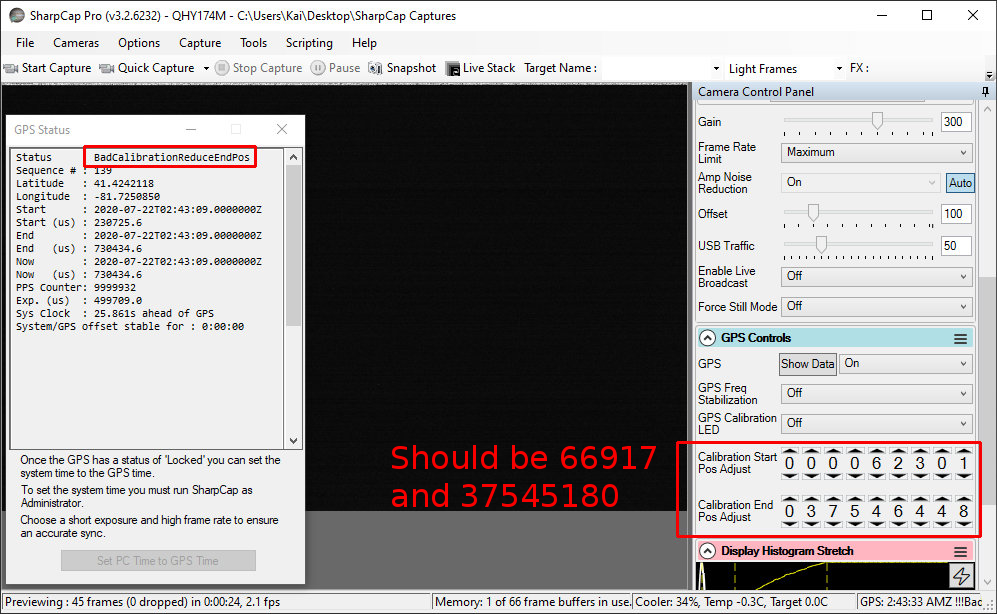 SharpCap Pro (v3.2.6232) - QHY174M - C:\Users\Kai\Desktop\SharpCap Captures
File Cameras Options Capture Tools Scripting Help
Start Capture Quick Capture Stop Capture Pause Snapshot Live Stack Target Name : Light Frames FX :
GPS Status
Status : BadCalibrationReduceEndPos
Sequence # : 139
Latitude : 41.4242118
Longitude : -81.7250850
Start : 2020-07-22T02:43:09.0000000Z
Start (us) : 230725.6
End : 2020-07-22T02:43:09.0000000Z
End (us) : 730434.6
Now : 2020-07-22T02:43:09.0000000Z
Now (us) : 730434.6
PPS Counter: 9999932
Exp. (us) : 499709.0
Sys Clock : 25.861s ahead of GPS
System/GPS offset stable for : 0:00:00
Once the GPS has a status of 'Locked' you can set the
system time to the GPS time.
To set the system time you must run SharpCap as
Administrator.
Choose a short exposure and high frame rate to ensure
an accurate sync.
Set PC Time to GPS Time
Should be 66917
and 37545180
Camera Control Panel
Gain 300
Frame Rate
Limit Maximum
Amp Noise
Reduction On Auto
Offset 100
USB Traffic 50
Enable Live
Broadcast Off
Force Still Mode Off
GPS Controls
GPS Show Data On
GPS Freq
Stabilization Off
GPS Calibration
LED Off
Calibration Start
Pos Adjust 0 0 0 6 2 3 0 1
Calibration End
Pos Adjust 0 3 7 5 4 6 4 4 8
Display Histogram Stretch
Previewing : 45 frames (0 dropped) in 0:00:24, 2.1 fps Memory: 1 of 66 frame buffers in use. Cooler: 34%, Temp -0.3C, Target 0.0C GPS: 2:43:33 AMZ !!!Bac